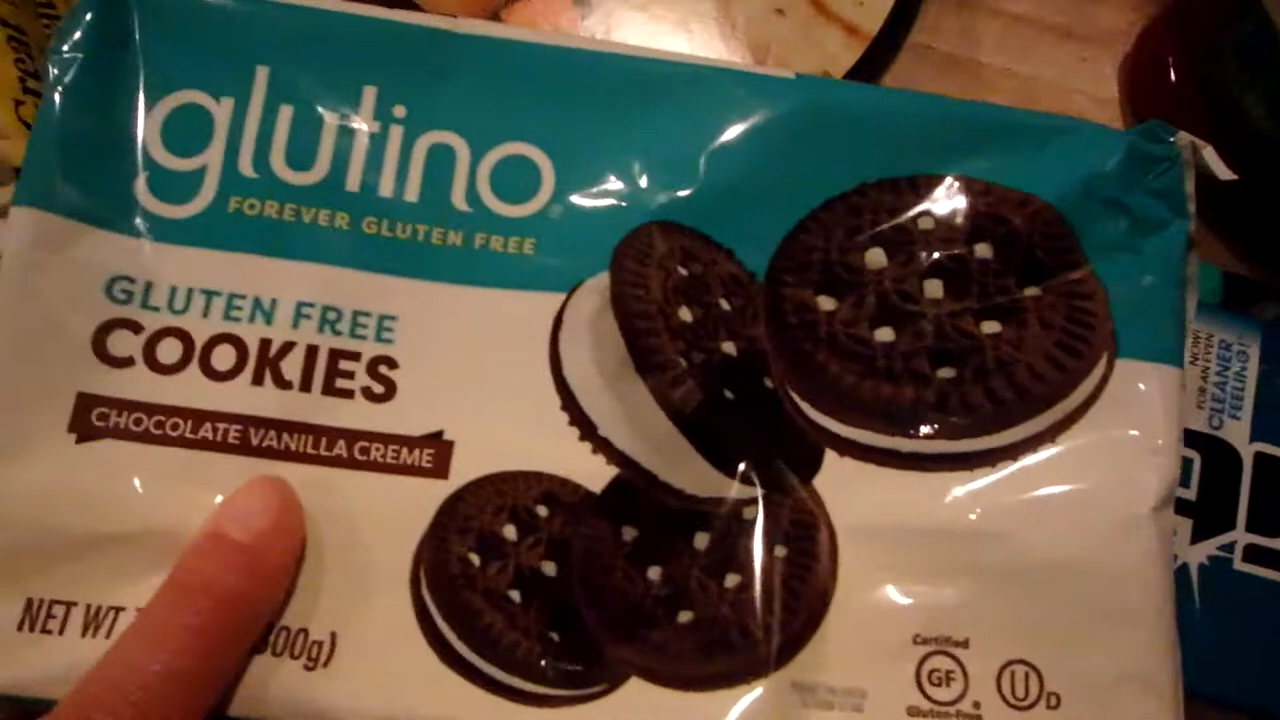 glutino
FOREVER GLUTEN FREE
GLUTEN FREE
COOKIES
CHOCOLATE VANILLA CREME
NET WT
00g)
Certified
GF
Gluten-Free
U D
NOW!
FOR AN EVEN
CLEANER
FEELING!